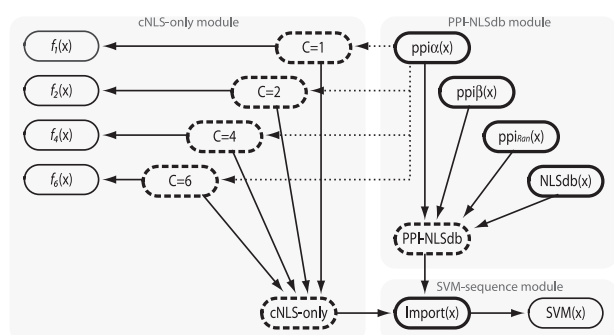 cNLS-only module
PPI-NLSdb module
f₁(x)
C=1
ppiα(x)
f₂(x)
C=2
ppiβ(x)
f₄(x)
C=4
ppiRan(x)
f₆(x)
C=6
NLSdb(x)
PPI-NLSdb
SVM-sequence module
cNLS-only
Import(x)
SVM(x)